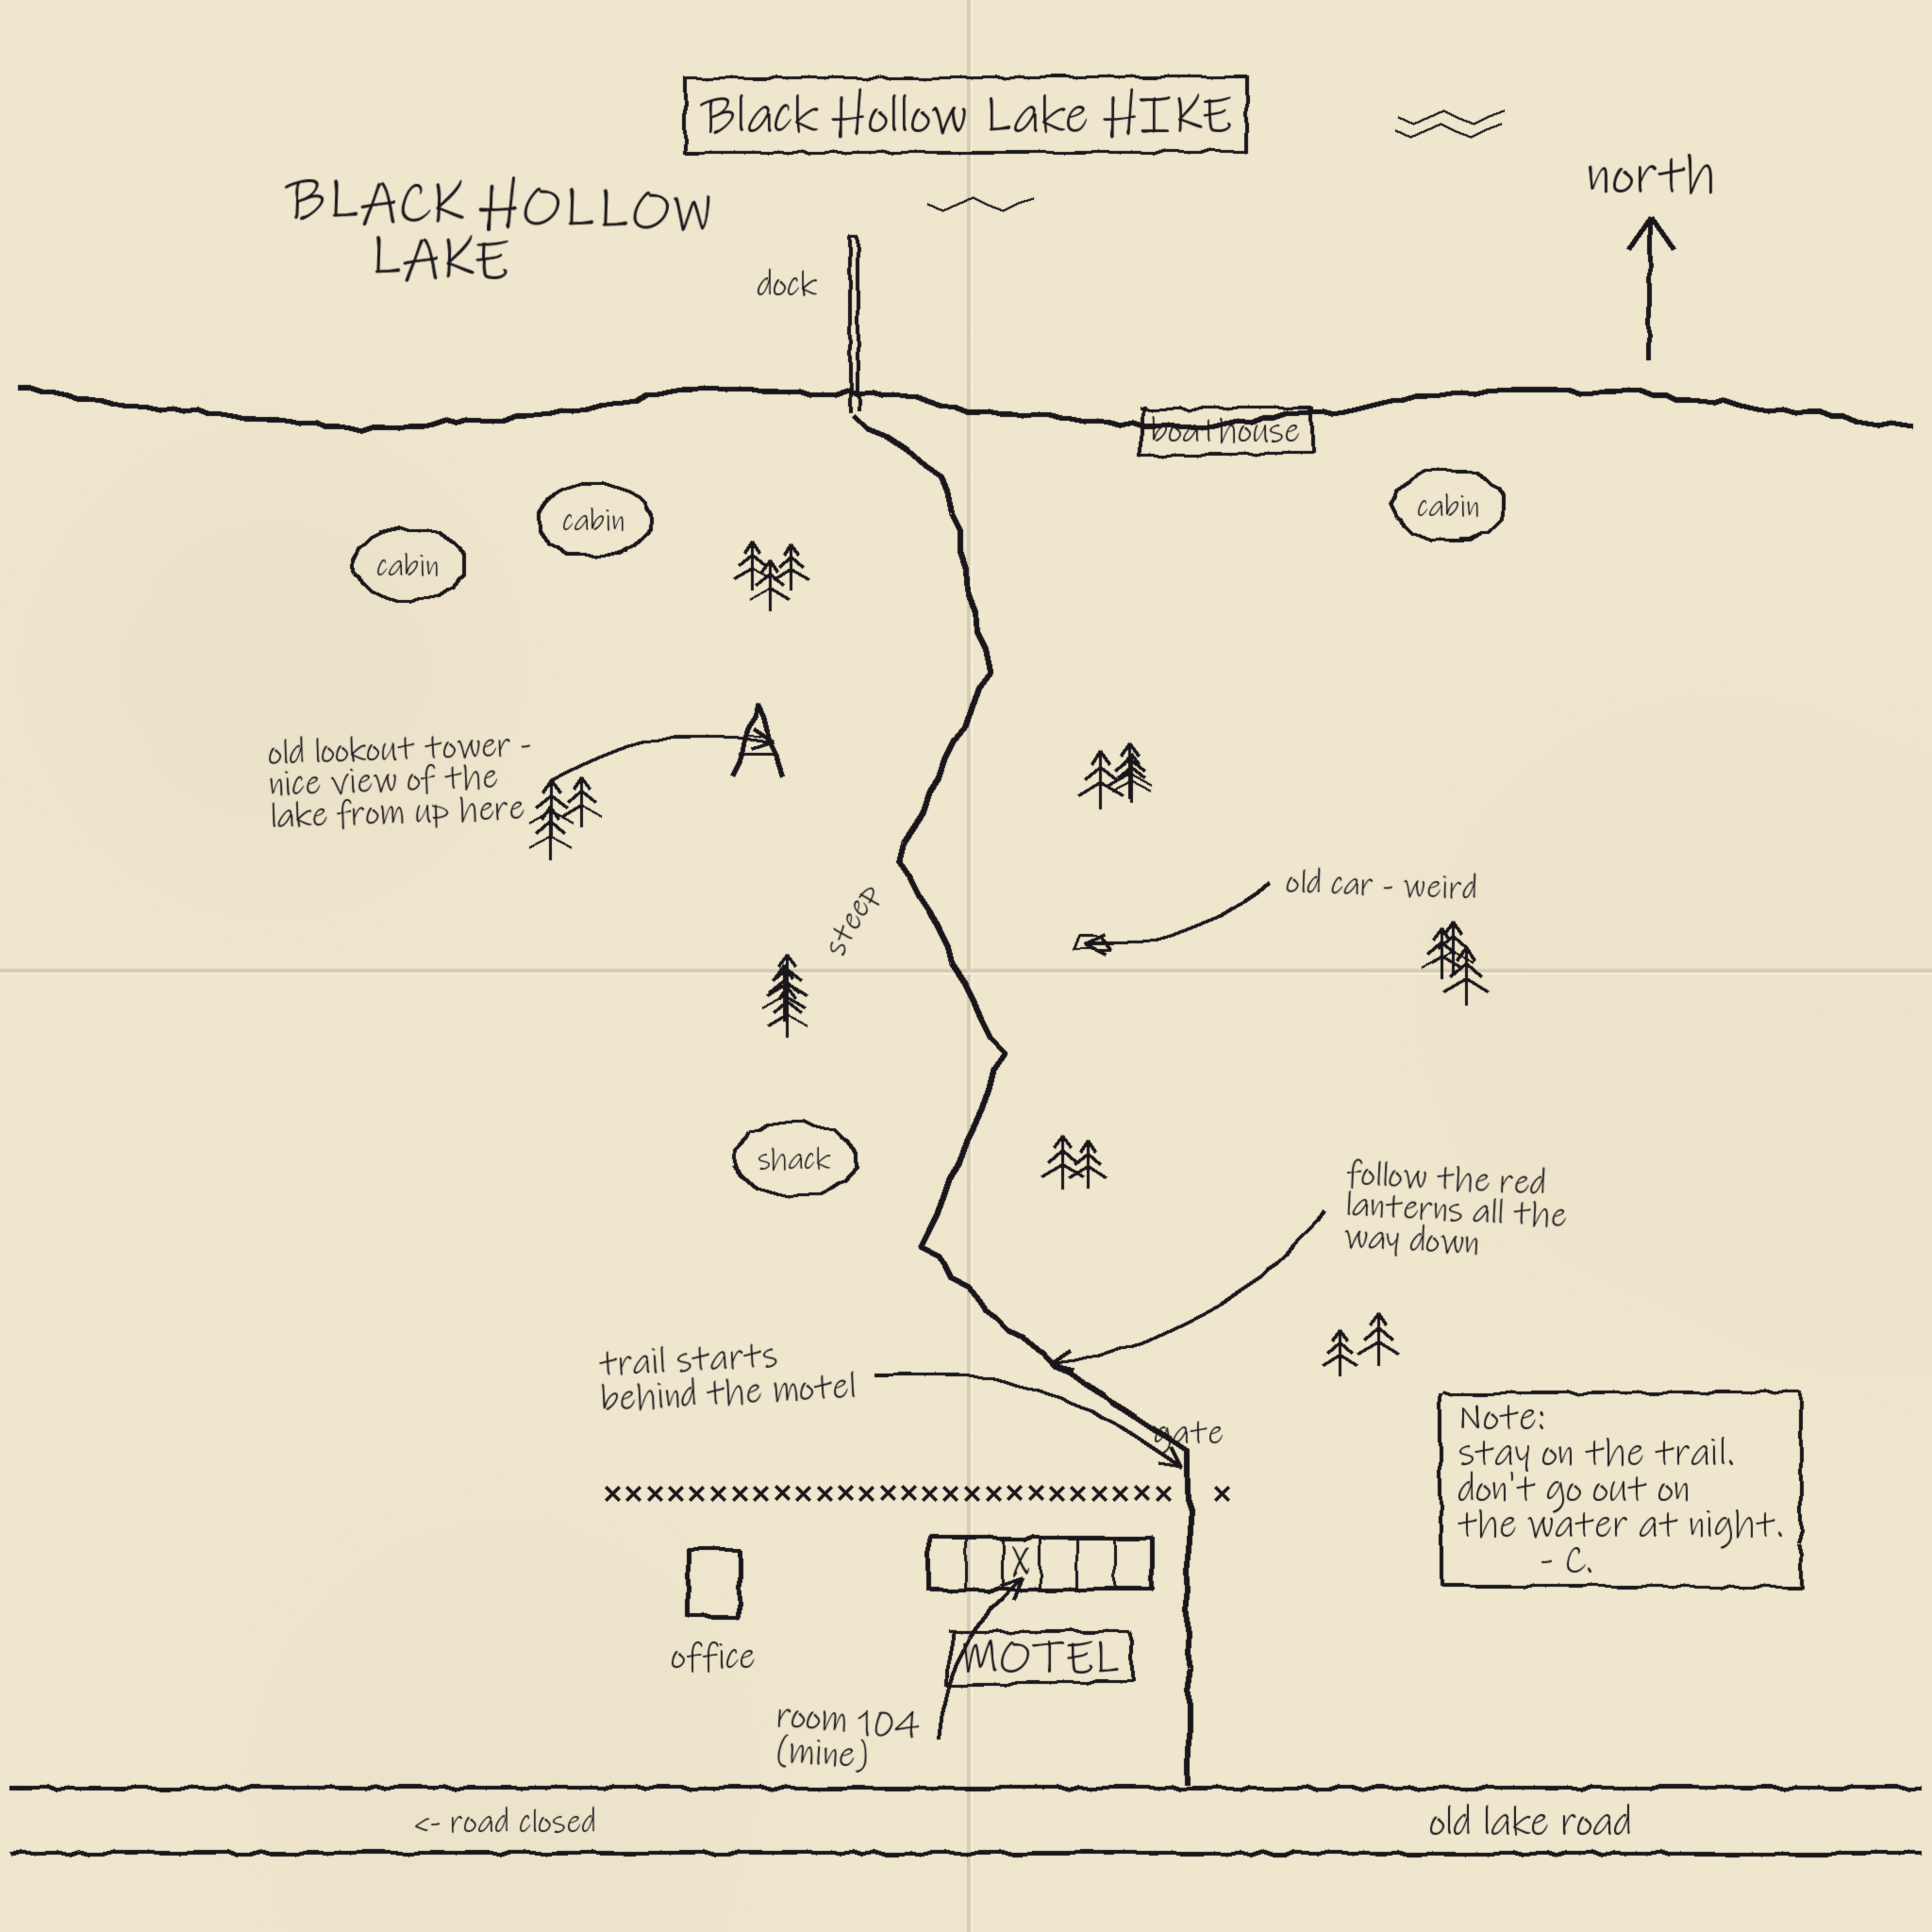 Black Hollow Lake HIKE
north
BLACK HOLLOW
LAKE
dock
boathouse
cabin
cabin
cabin
old lookout tower -
nice view of the
lake from up here
steep
old car - weird
shack
follow the red
lanterns all the
way down
trail starts
behind the motel
gate
Note:
stay on the trail.
don't go out on
the water at night.
- C.
X
office
MOTEL
room 104
(mine)
<- road closed
old lake road